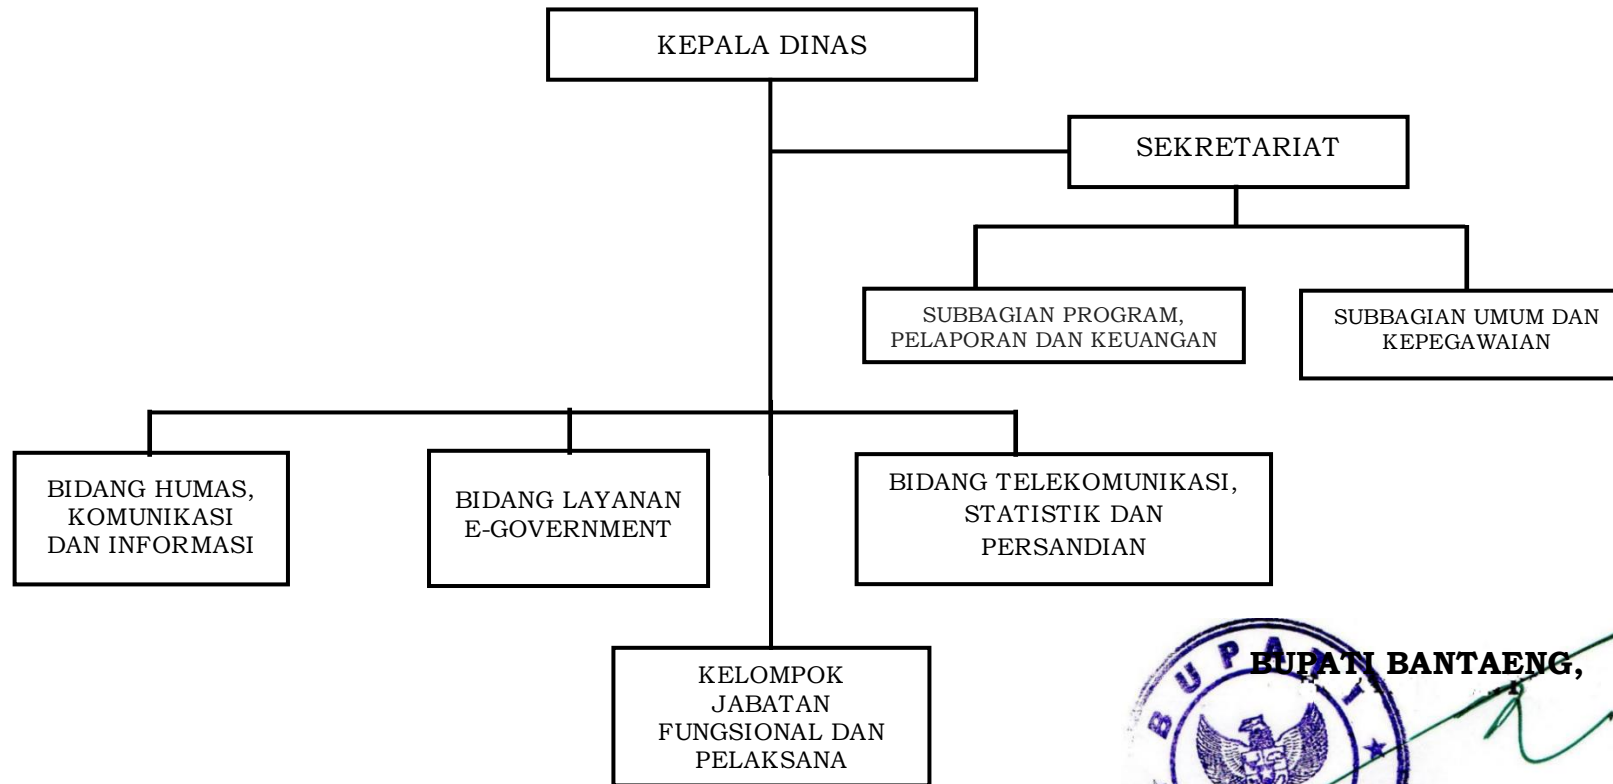 KEPALA DINAS
SEKRETARIAT
SUBBAGIAN PROGRAM,
PELAPORAN DAN KEUANGAN
SUBBAGIAN UMUM DAN
KEPEGAWAIAN
BIDANG HUMAS,
KOMUNIKASI
DAN INFORMASI
BIDANG LAYANAN
E-GOVERNMENT
BIDANG TELEKOMUNIKASI,
STATISTIK DAN
PERSANDIAN
KELOMPOK
JABATAN
FUNGSIONAL DAN
PELAKSANA
BUPATI BANTAENG,
BUPATI